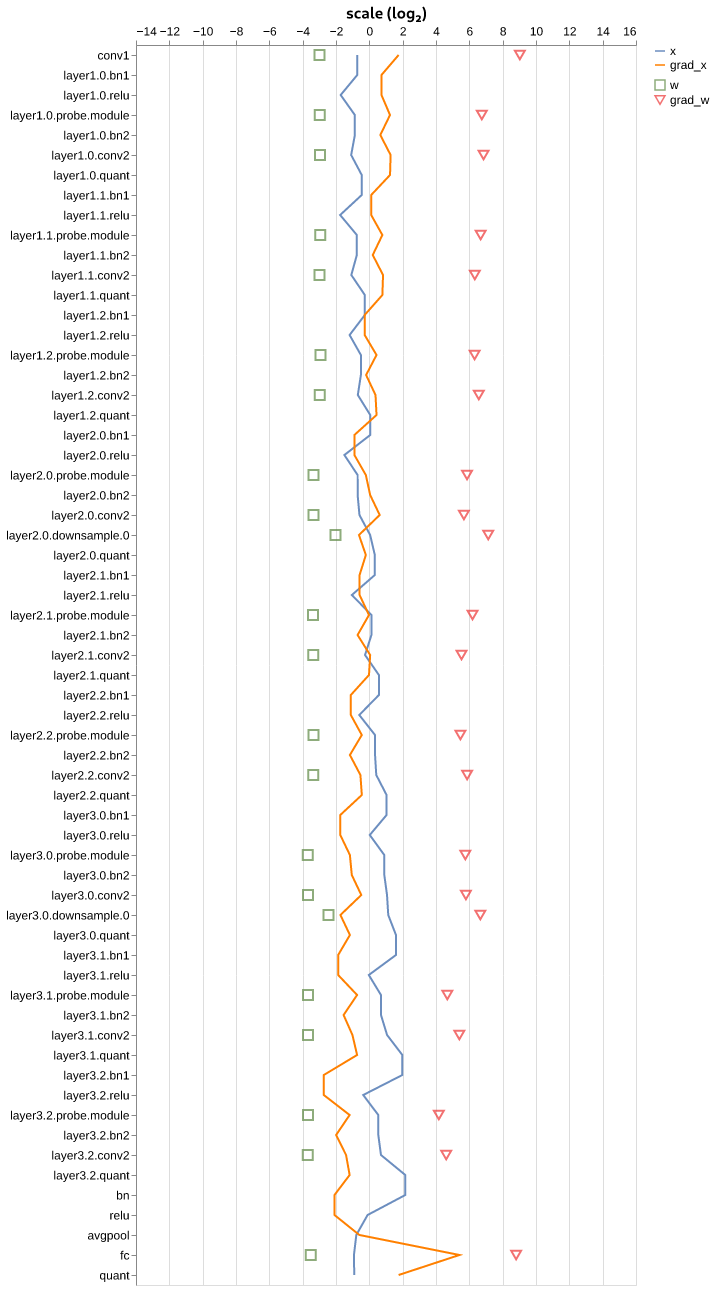 scale (log₂)
−14 −12 −10 −8 −6 −4 −2 0 2 4 6 8 10 12 14 16
x
grad_x
w
grad_w
conv1
layer1.0.bn1
layer1.0.relu
layer1.0.probe.module
layer1.0.bn2
layer1.0.conv2
layer1.0.quant
layer1.1.bn1
layer1.1.relu
layer1.1.probe.module
layer1.1.bn2
layer1.1.conv2
layer1.1.quant
layer1.2.bn1
layer1.2.relu
layer1.2.probe.module
layer1.2.bn2
layer1.2.conv2
layer1.2.quant
layer2.0.bn1
layer2.0.relu
layer2.0.probe.module
layer2.0.bn2
layer2.0.conv2
layer2.0.downsample.0
layer2.0.quant
layer2.1.bn1
layer2.1.relu
layer2.1.probe.module
layer2.1.bn2
layer2.1.conv2
layer2.1.quant
layer2.2.bn1
layer2.2.relu
layer2.2.probe.module
layer2.2.bn2
layer2.2.conv2
layer2.2.quant
layer3.0.bn1
layer3.0.relu
layer3.0.probe.module
layer3.0.bn2
layer3.0.conv2
layer3.0.downsample.0
layer3.0.quant
layer3.1.bn1
layer3.1.relu
layer3.1.probe.module
layer3.1.bn2
layer3.1.conv2
layer3.1.quant
layer3.2.bn1
layer3.2.relu
layer3.2.probe.module
layer3.2.bn2
layer3.2.conv2
layer3.2.quant
bn
relu
avgpool
fc
quant